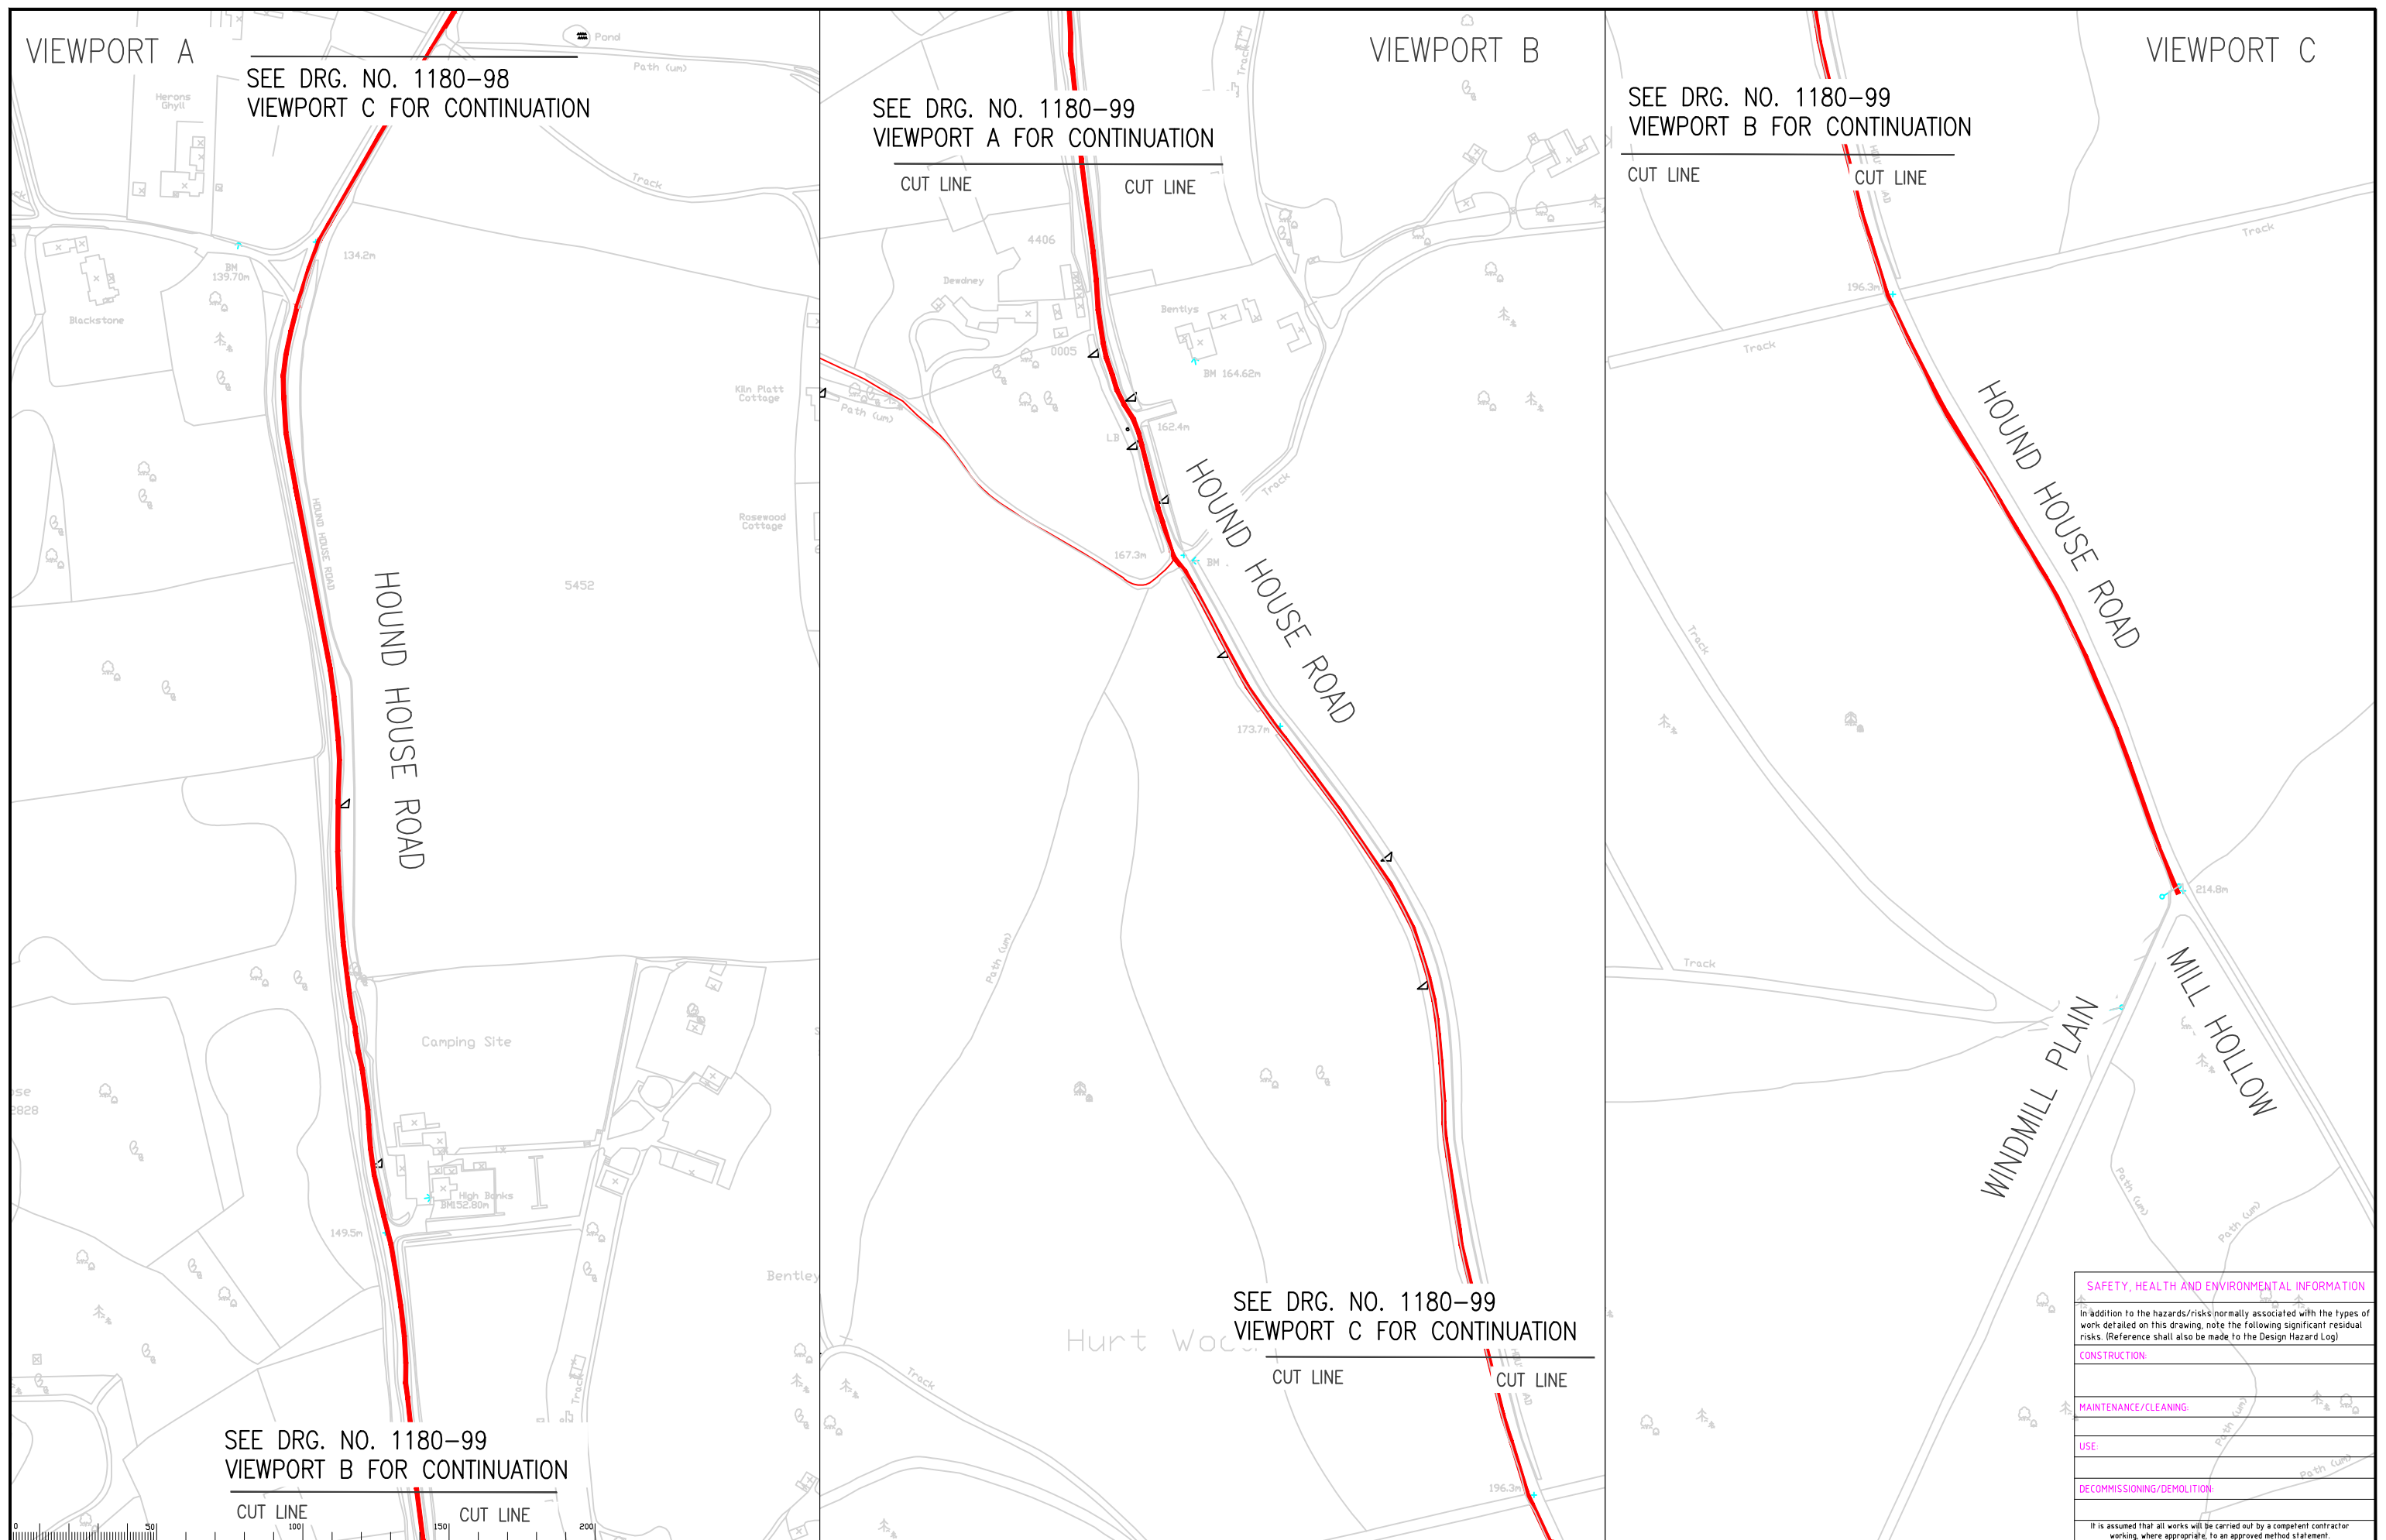 VIEWPORT A
SEE DRG. NO. 1180-98
VIEWPORT C FOR CONTINUATION
Pond
Path (um)
Herons
Ghyll
Track
134.2m
BM
139.70m
Blackstone
Kiln Platt
Cottage
HOUND HOUSE ROAD
Rosewood
Cottage
5452
HOUND HOUSE ROAD
Camping Site
2828
High Banks
BM152.80m
149.5m
Bentley
Track
SEE DRG. NO. 1180-99
VIEWPORT B FOR CONTINUATION
CUT LINE
CUT LINE
0 50 100 150 200
VIEWPORT B
Track
SEE DRG. NO. 1180-99
VIEWPORT A FOR CONTINUATION
CUT LINE
CUT LINE
4406
Dewdney
Bentlys
0005
BM 164.62m
Path (um)
162.4m
LB
Track
HOUND HOUSE ROAD
167.3m
BM .
173.7m
Path (um)
SEE DRG. NO. 1180-99
VIEWPORT C FOR CONTINUATION
Hurt
CUT LINE
CUT LINE
Track
196.3m
VIEWPORT C
SEE DRG. NO. 1180-99
VIEWPORT B FOR CONTINUATION
CUT LINE
CUT LINE
Track
196.3m
Track
HOUND HOUSE ROAD
Track
214.8m
Track
MILL HOLLOW
WINDMILL PLAIN
Path (um)
Path (um)
Path (um)
Path (um)
SAFETY, HEALTH AND ENVIRONMENTAL INFORMATION
In addition to the hazards/risks normally associated with the types of
work detailed on this drawing, note the following significant residual
risks. (Reference shall also be made to the Design Hazard Log)
CONSTRUCTION:
MAINTENANCE/CLEANING:
USE:
DECOMMISSIONING/DEMOLITION:
It is assumed that all works will be carried out by a competent contractor
working, where appropriate, to an approved method statement.